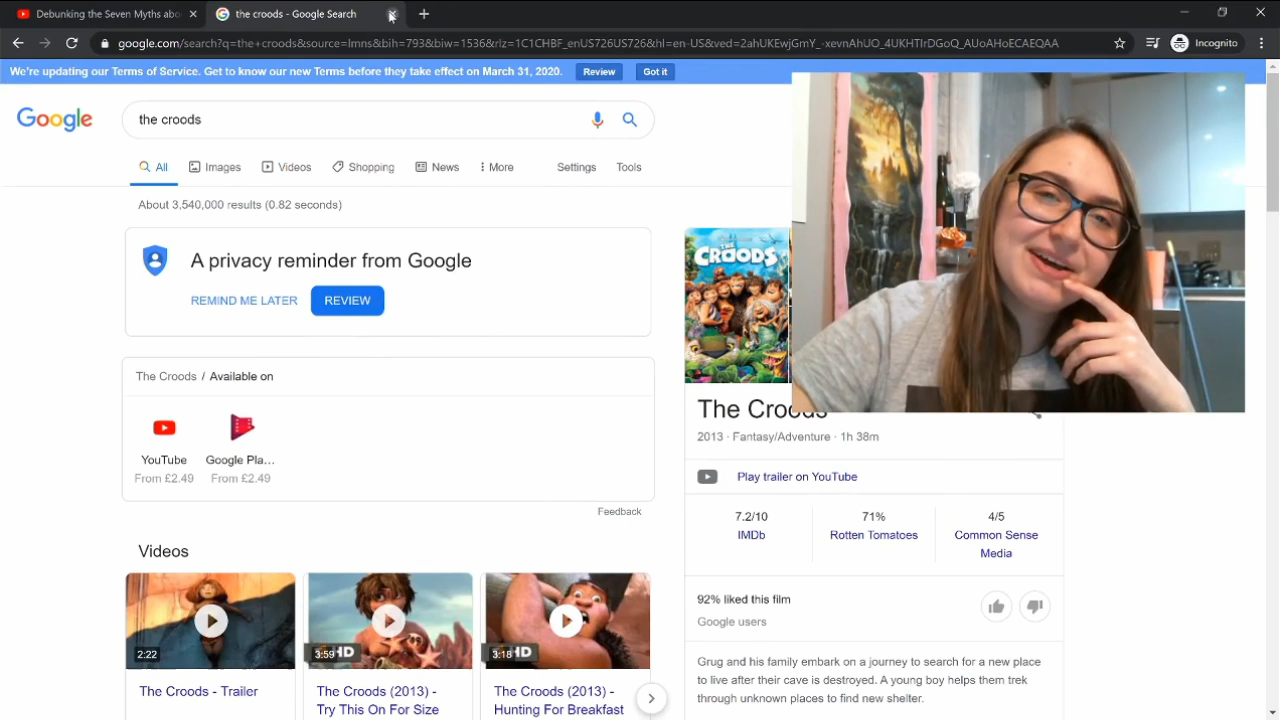 Debunking the Seven Myths abo
the croods - Google Search
google.com/search?q=the+croods&source=lmns&bih=793&biw=1536&rlz=1C1CHBF_enUS726US726&hl=en-US&ved=2ahUKEwjGmY_-xevnAhUO_4UKHTIrDGoQ_AUoAHoECAEQAA
Incognito
We're updating our Terms of Service. Get to know our new Terms before they take effect on March 31, 2020.
Review
Got it
Google
the croods
All
Images
Videos
Shopping
News
More
Settings
Tools
About 3,540,000 results (0.82 seconds)
A privacy reminder from Google
REMIND ME LATER
REVIEW
The Croods / Available on
YouTube
From £2.49
Google Pla...
From £2.49
Feedback
Videos
2:22
3:59
HD
3:18
HD
The Croods - Trailer
The Croods (2013) -
Try This On For Size
The Croods (2013) -
Hunting For Breakfast
THE CROODS
The Croods
2013 · Fantasy/Adventure · 1h 38m
Play trailer on YouTube
7.2/10
IMDb
71%
Rotten Tomatoes
4/5
Common Sense
Media
92% liked this film
Google users
Grug and his family embark on a journey to search for a new place
to live after their cave is destroyed. A young boy helps them trek
through unknown places to find new shelter.